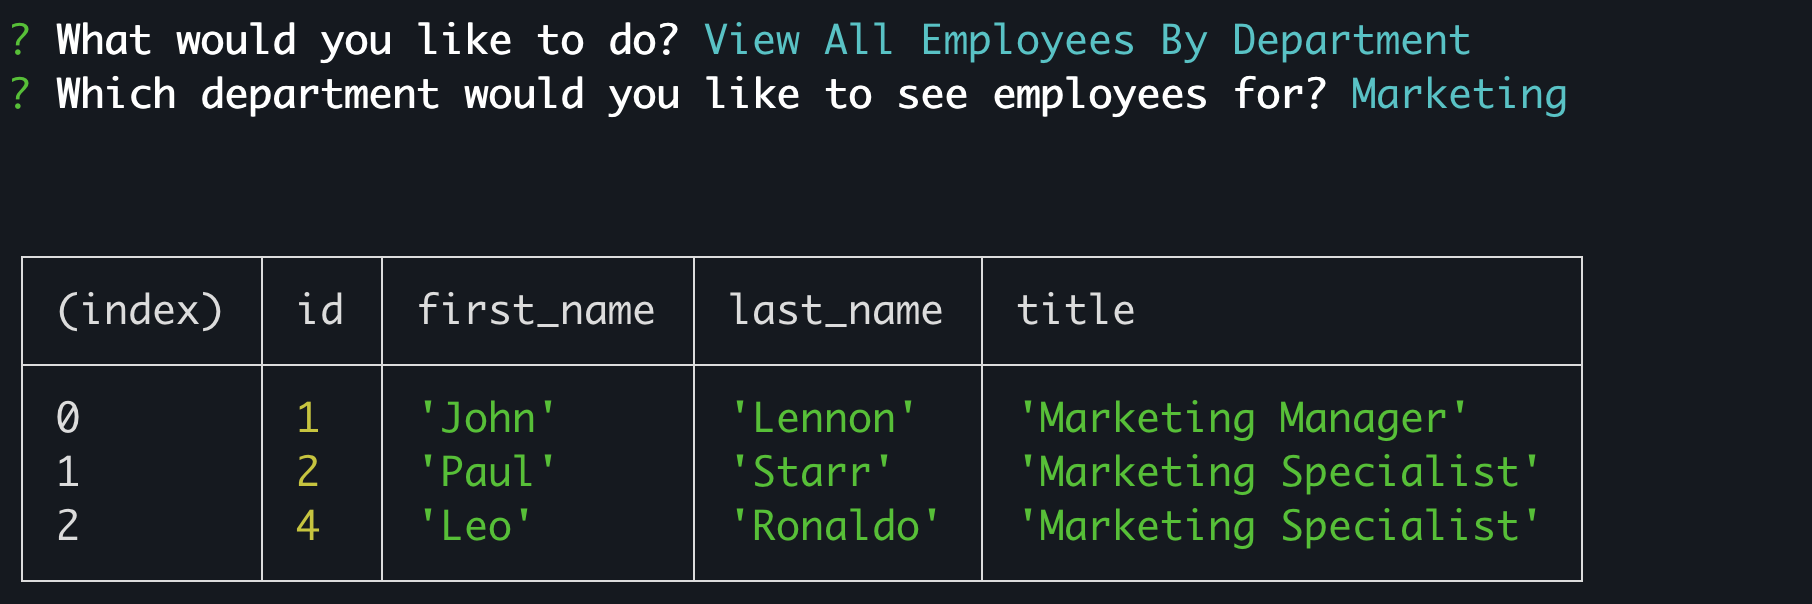 ? What would you like to do? View All Employees By Department
? Which department would you like to see employees for? Marketing
(index) id first_name last_name title
0 1 'John' 'Lennon' 'Marketing Manager'
1 2 'Paul' 'Starr' 'Marketing Specialist'
2 4 'Leo' 'Ronaldo' 'Marketing Specialist'